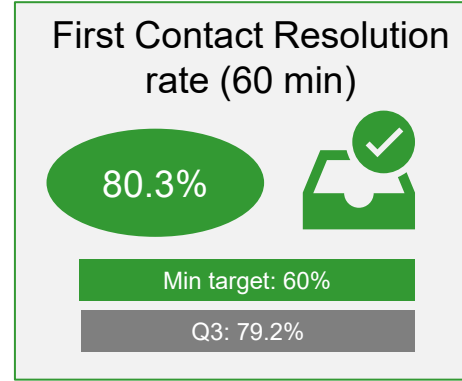 First Contact Resolution
rate (60 min)
80.3%
Min target: 60%
Q3: 79.2%